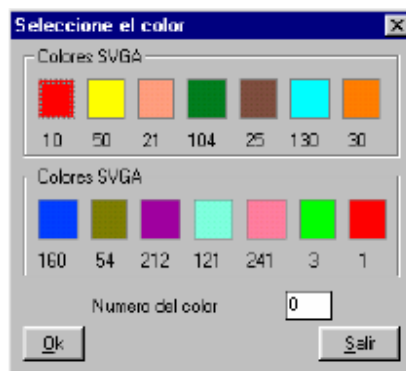 Seleccione el color
Colores SVGA
10 50 21 104 25 130 30
Colores SVGA
160 54 212 121 241 3 1
Numero del color 0
Ok Salir